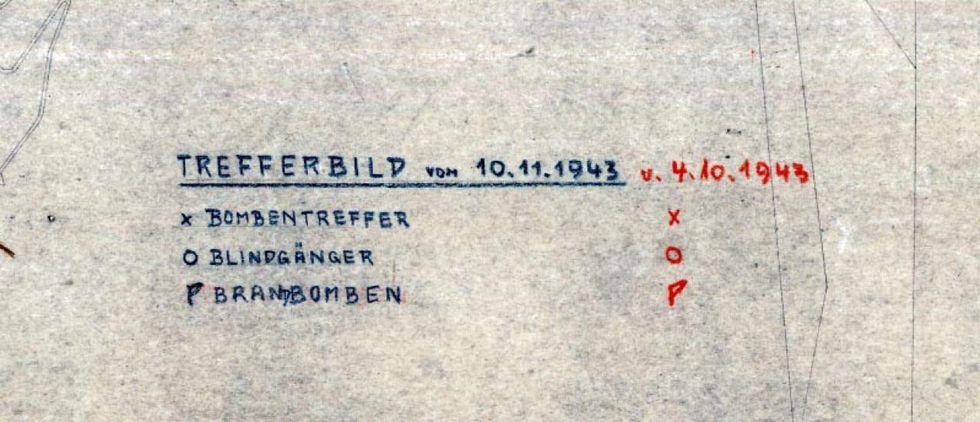 TREFFERBILD VOM 10.11.1943 u. 4.10.1943
x BOMBENTREFFER x
O BLINDGÄNGER O
P BRANDBOMBEN P